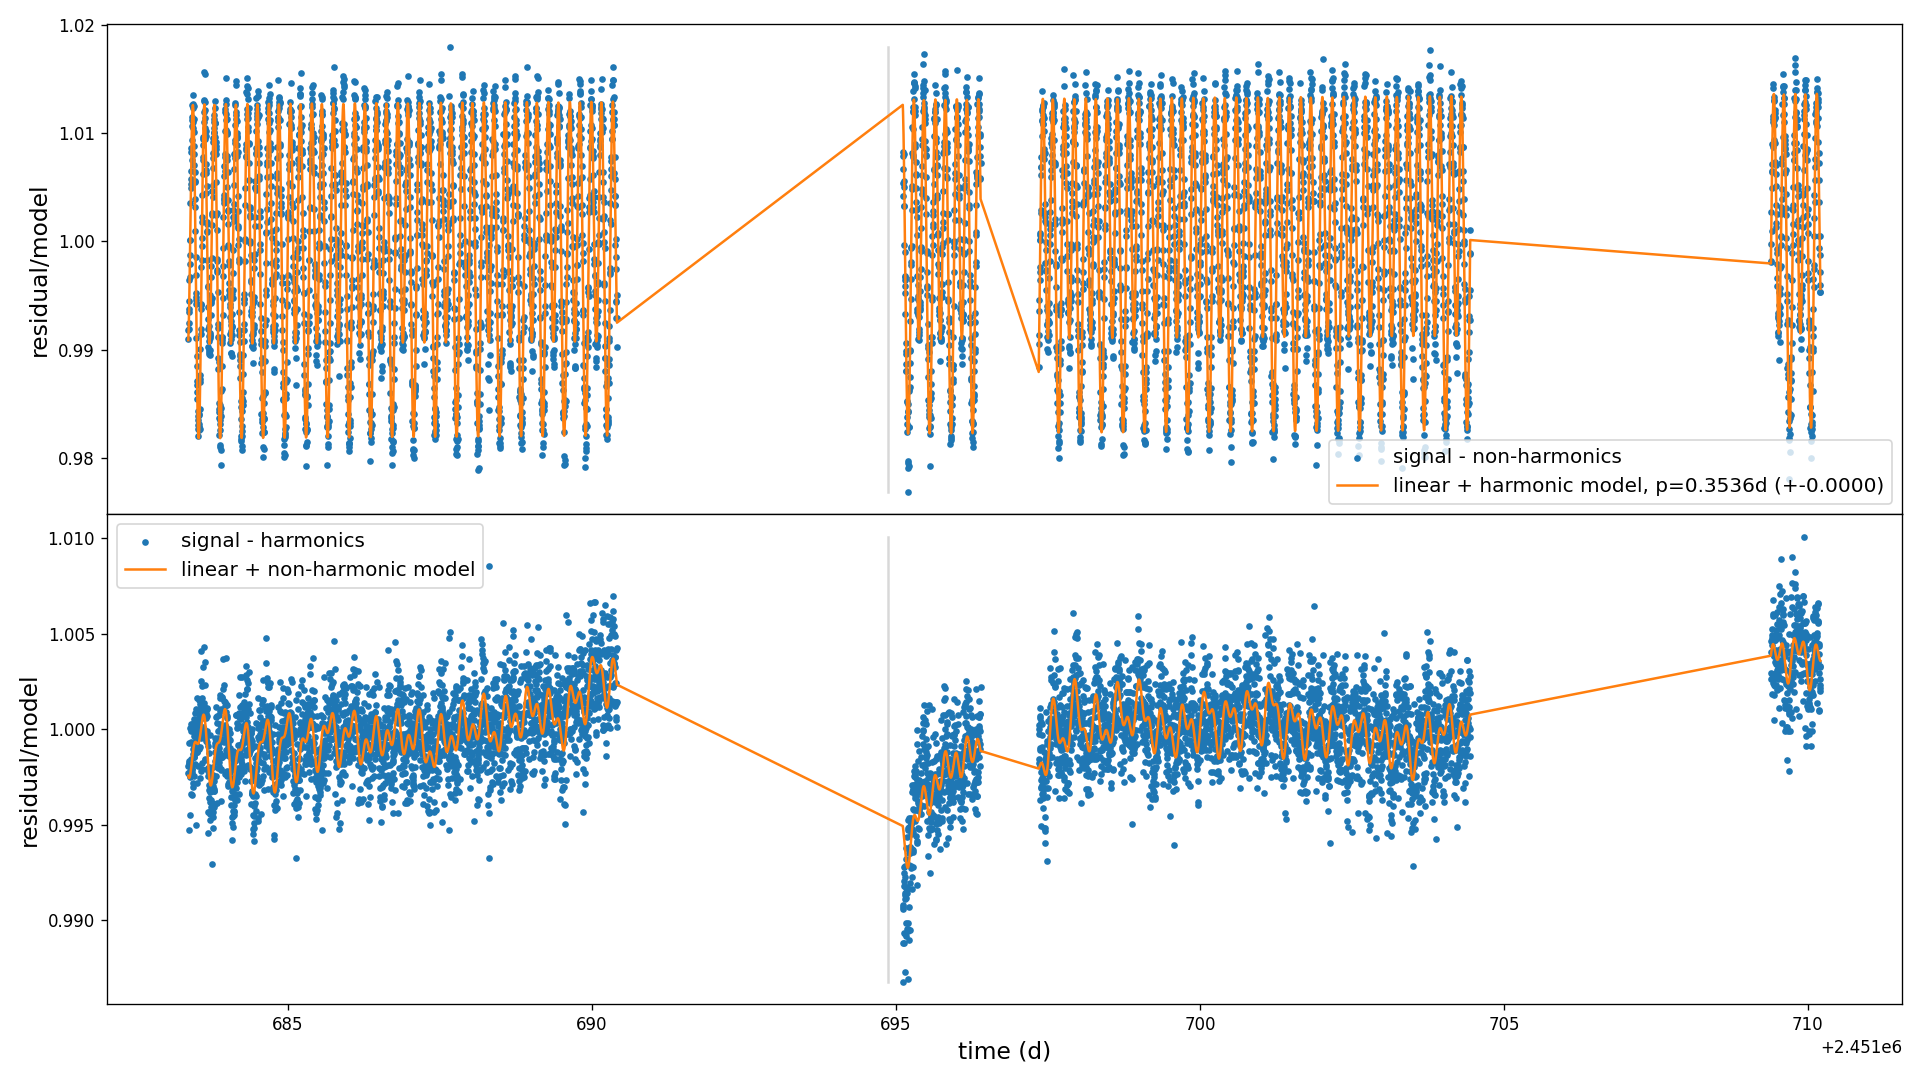 1.02
1.01
1.00
0.99
0.98
residual/model
signal - non-harmonics
linear + harmonic model, p=0.3536d (+-0.0000)
signal - harmonics
linear + non-harmonic model
1.010
1.005
1.000
0.995
0.990
residual/model
685 690 695 700 705 710
time (d)
+2.451e6